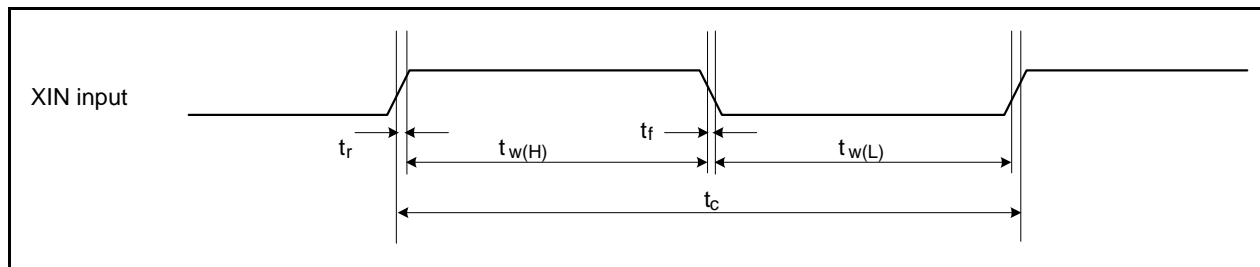 XIN input
tr
tw(H)
tf
tw(L)
tc